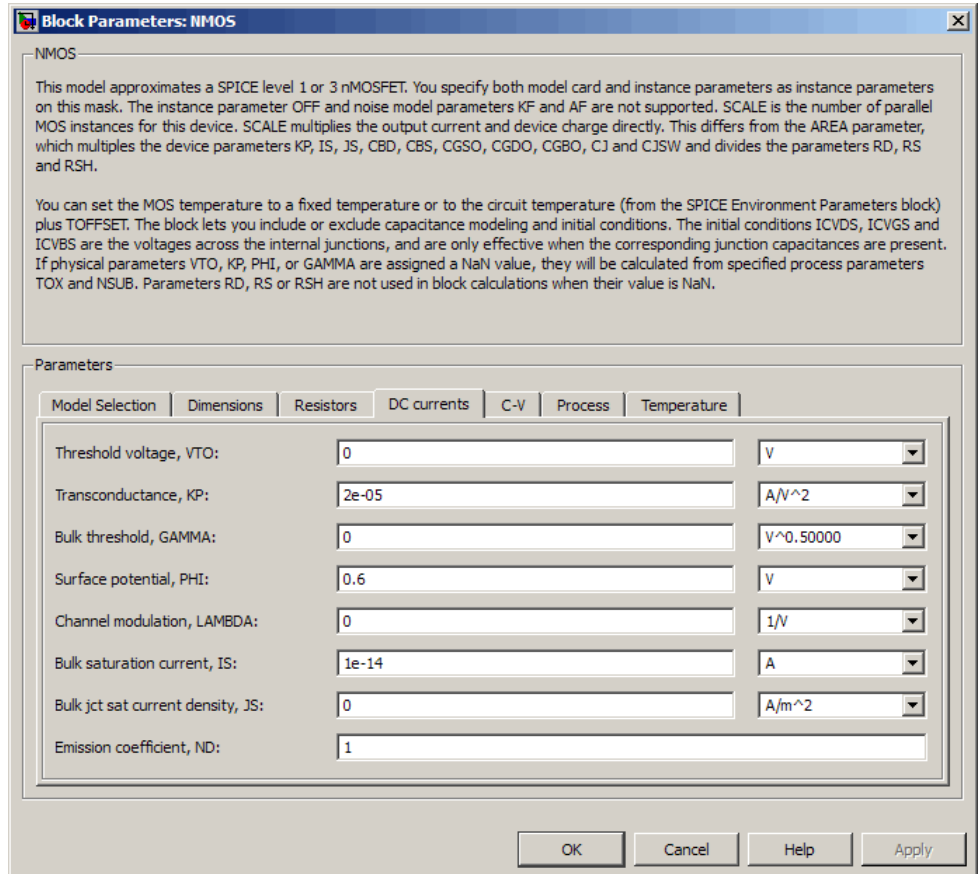 Block Parameters: NMOS
NMOS
This model approximates a SPICE level 1 or 3 nMOSFET. You specify both model card and instance parameters as instance parameters
on this mask. The instance parameter OFF and noise model parameters KF and AF are not supported. SCALE is the number of parallel
MOS instances for this device. SCALE multiplies the output current and device charge directly. This differs from the AREA parameter,
which multiples the device parameters KP, IS, JS, CBD, CBS, CGSO, CGDO, CGBO, CJ and CJSW and divides the parameters RD, RS
and RSH.
You can set the MOS temperature to a fixed temperature or to the circuit temperature (from the SPICE Environment Parameters block)
plus TOFFSET. The block lets you include or exclude capacitance modeling and initial conditions. The initial conditions ICVDS, ICVGS and
ICVBS are the voltages across the internal junctions, and are only effective when the corresponding junction capacitances are present.
If physical parameters VTO, KP, PHI, or GAMMA are assigned a NaN value, they will be calculated from specified process parameters
TOX and NSUB. Parameters RD, RS or RSH are not used in block calculations when their value is NaN.
Parameters
Model Selection Dimensions Resistors DC currents C-V Process Temperature
Threshold voltage, VTO: 0 V
Transconductance, KP: 2e-05 A/V^2
Bulk threshold, GAMMA: 0 V^0.50000
Surface potential, PHI: 0.6 V
Channel modulation, LAMBDA: 0 1/V
Bulk saturation current, IS: 1e-14 A
Bulk jct sat current density, JS: 0 A/m^2
Emission coefficient, ND: 1
OK Cancel Help Apply